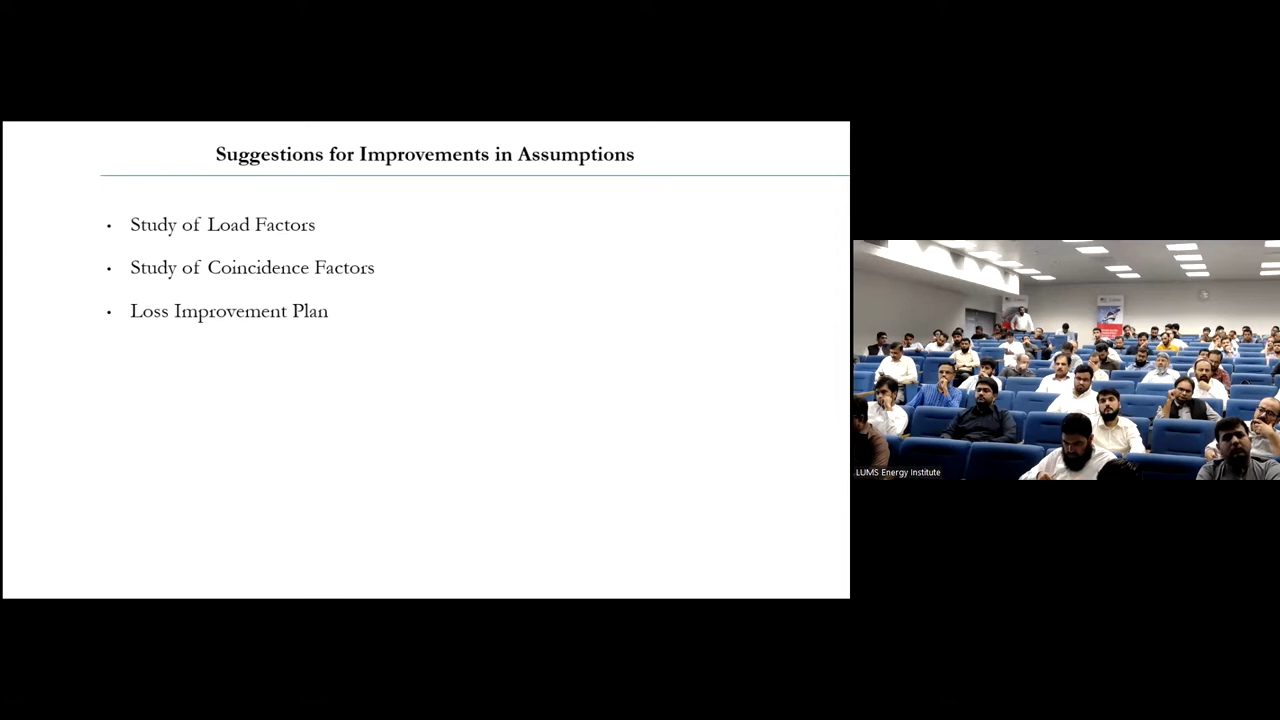 Suggestions for Improvements in Assumptions
• Study of Load Factors
• Study of Coincidence Factors
• Loss Improvement Plan
LUMS Energy Institute